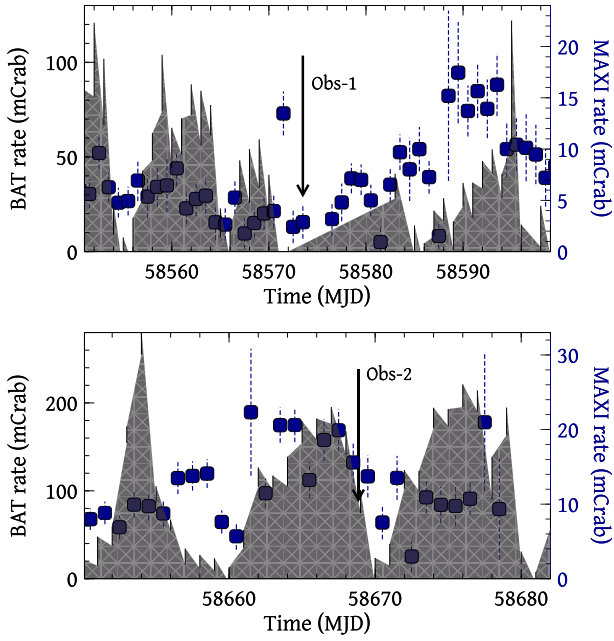 BAT rate (mCrab)
100
50
0
Obs-1
20
15
10
5
0
MAXI rate (mCrab)
58560
58570
58580
58590
Time (MJD)
BAT rate (mCrab)
200
100
0
Obs-2
30
20
10
0
MAXI rate (mCrab)
58660
58670
58680
Time (MJD)